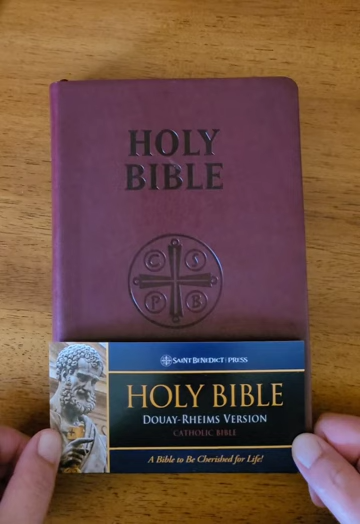 HOLY
BIBLE
C S
P B
SAINT BENEDICT PRESS
HOLY BIBLE
DOUAY-RHEIMS VERSION
CATHOLIC BIBLE
A Bible to Be Cherished for Life!